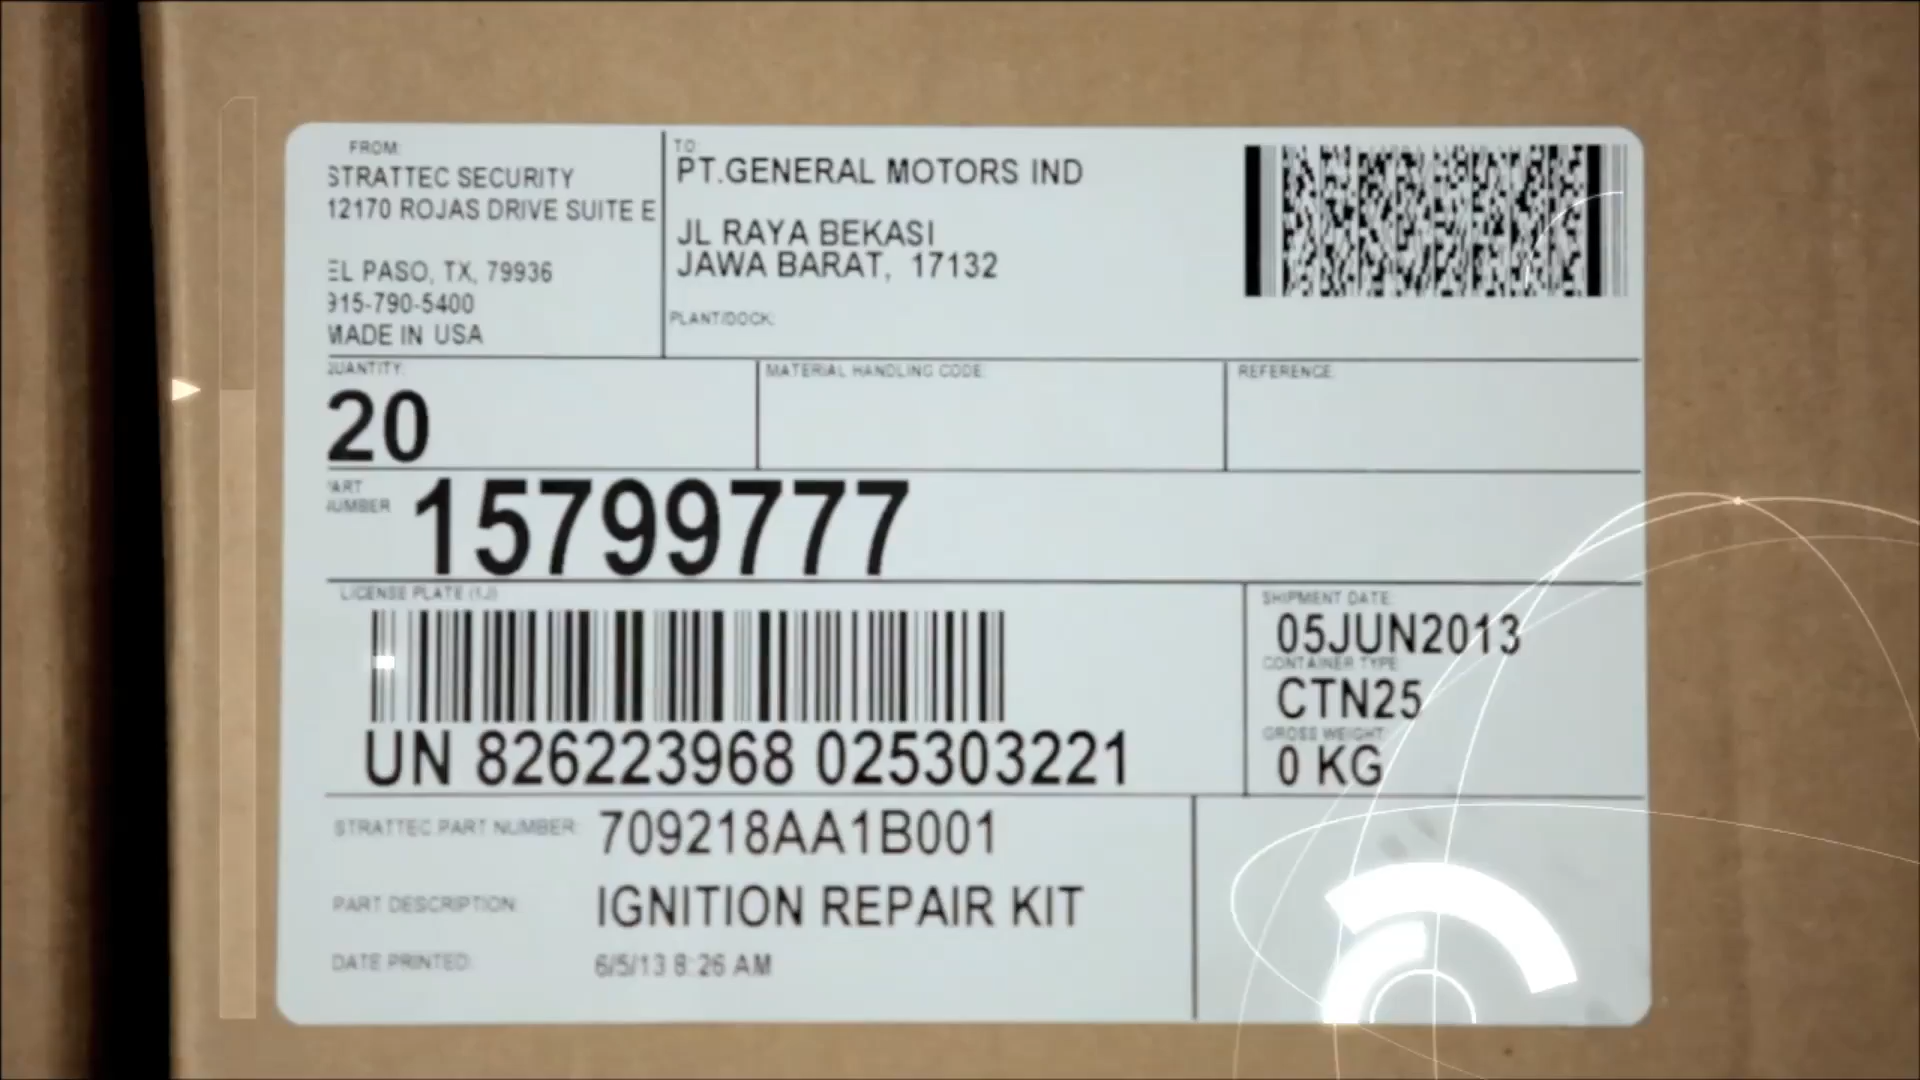 FROM:
STRATTEC SECURITY
12170 ROJAS DRIVE SUITE E
EL PASO, TX, 79936
915-790-5400
MADE IN USA
TO
PT.GENERAL MOTORS IND
JL RAYA BEKASI
JAWA BARAT, 17132
PLANT/DOCK:
QUANTITY:
20
MATERIAL HANDLING CODE:
REFERENCE:
PART
NUMBER
15799777
LICENSE PLATE (1J)
UN 826223968 025303221
SHIPMENT DATE:
05JUN2013
CONTAINER TYPE:
CTN25
GROSS WEIGHT:
0 KG
STRATTEC PART NUMBER: 709218AA1B001
PART DESCRIPTION: IGNITION REPAIR KIT
DATE PRINTED: 6/5/13 8:26 AM